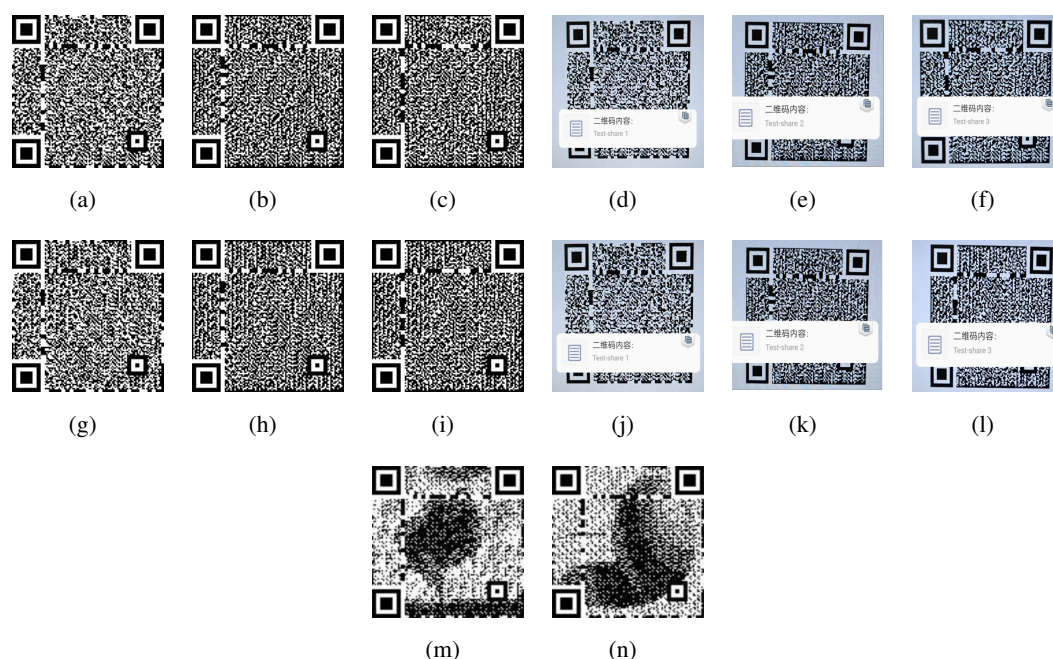 二维码内容:
Test-share 1
二维码内容:
Test-share 2
二维码内容:
Test-share 3
(a)
(b)
(c)
(d)
(e)
(f)
二维码内容:
Test-share 1
二维码内容:
Test-share 2
二维码内容:
Test-share 3
(g)
(h)
(i)
(j)
(k)
(l)
(m)
(n)